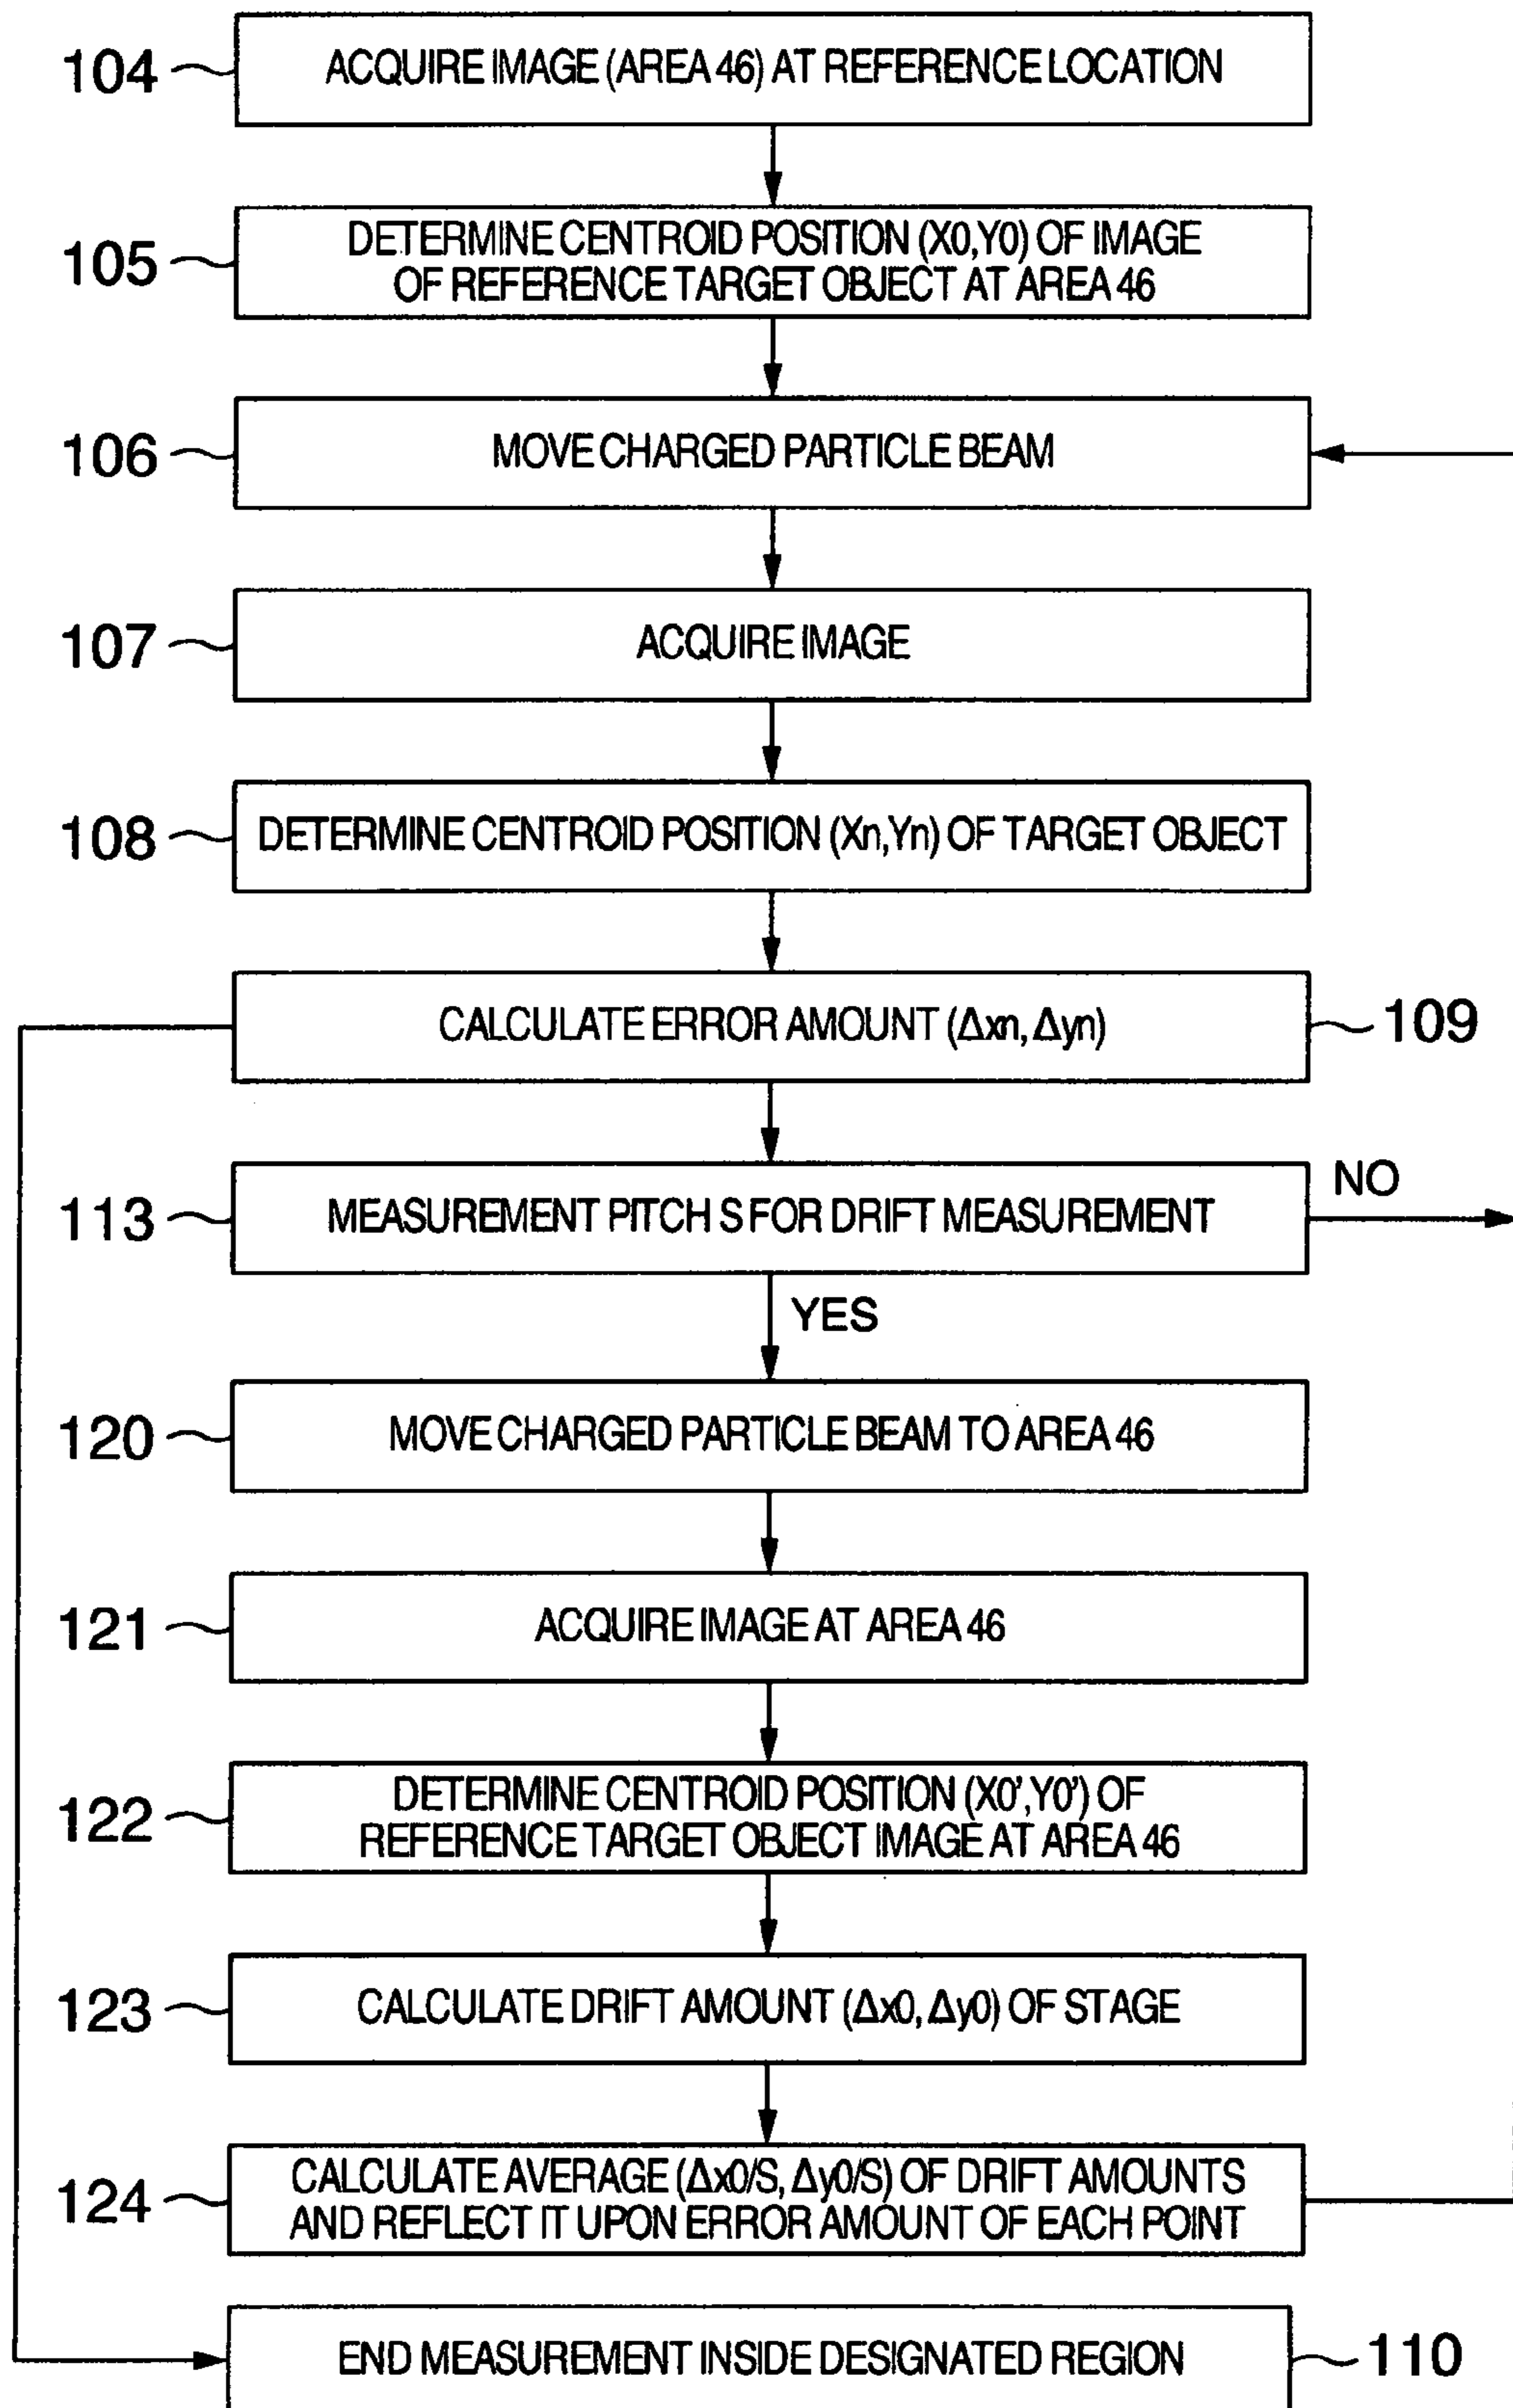 104
ACQUIRE IMAGE (AREA 46) AT REFERENCE LOCATION
105
DETERMINE CENTROID POSITION (X0,Y0) OF IMAGE
OF REFERENCE TARGET OBJECT AT AREA 46
106
MOVE CHARGED PARTICLE BEAM
107
ACQUIRE IMAGE
108
DETERMINE CENTROID POSITION (Xn,Yn) OF TARGET OBJECT
CALCULATE ERROR AMOUNT (Δxn, Δyn)
109
113
MEASUREMENT PITCH S FOR DRIFT MEASUREMENT
NO
YES
120
MOVE CHARGED PARTICLE BEAM TO AREA 46
121
ACQUIRE IMAGE AT AREA 46
122
DETERMINE CENTROID POSITION (X0',Y0') OF
REFERENCE TARGET OBJECT IMAGE AT AREA 46
123
CALCULATE DRIFT AMOUNT (Δx0, Δy0) OF STAGE
124
CALCULATE AVERAGE (Δx0/S, Δy0/S) OF DRIFT AMOUNTS
AND REFLECT IT UPON ERROR AMOUNT OF EACH POINT
END MEASUREMENT INSIDE DESIGNATED REGION
110